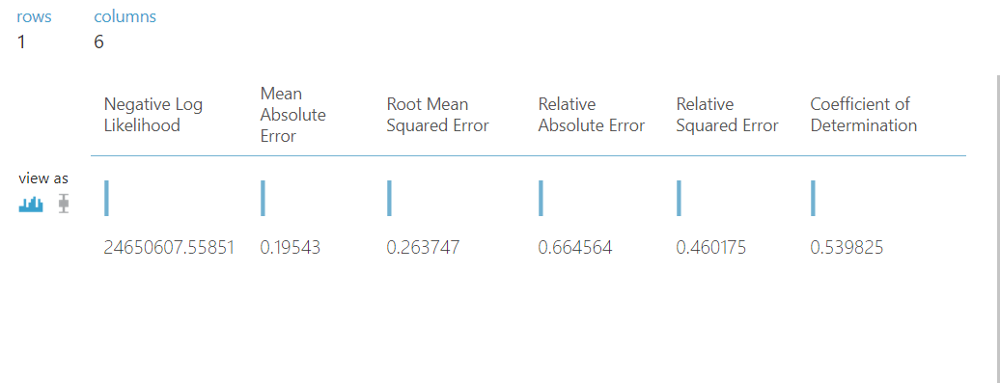 rows columns
1 6
Negative Log
Likelihood
Mean
Absolute
Error
Root Mean
Squared Error
Relative
Absolute Error
Relative
Squared Error
Coefficient of
Determination
view as
24650607.55851 0.19543 0.263747 0.664564 0.460175 0.539825